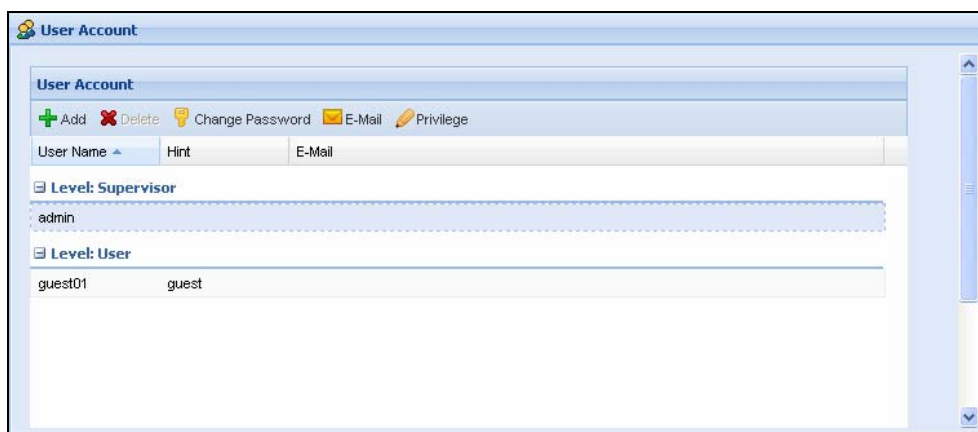 User Account
User Account
Add Delete Change Password E-Mail Privilege
User Name Hint E-Mail
Level: Supervisor
admin
Level: User
guest01 guest